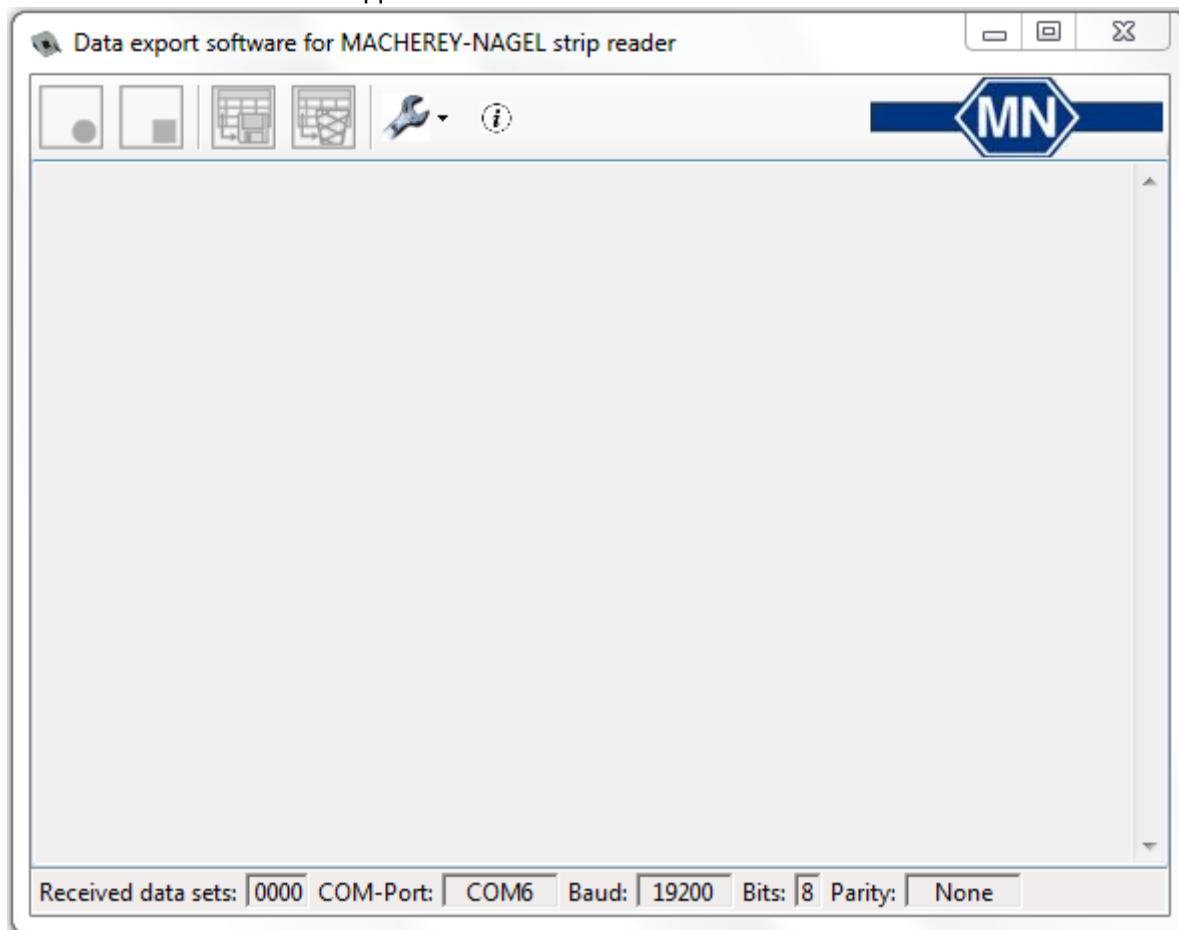 Data export software for MACHEREY-NAGEL strip reader
MN
Received data sets: 0000 COM-Port: COM6 Baud: 19200 Bits: 8 Parity: None